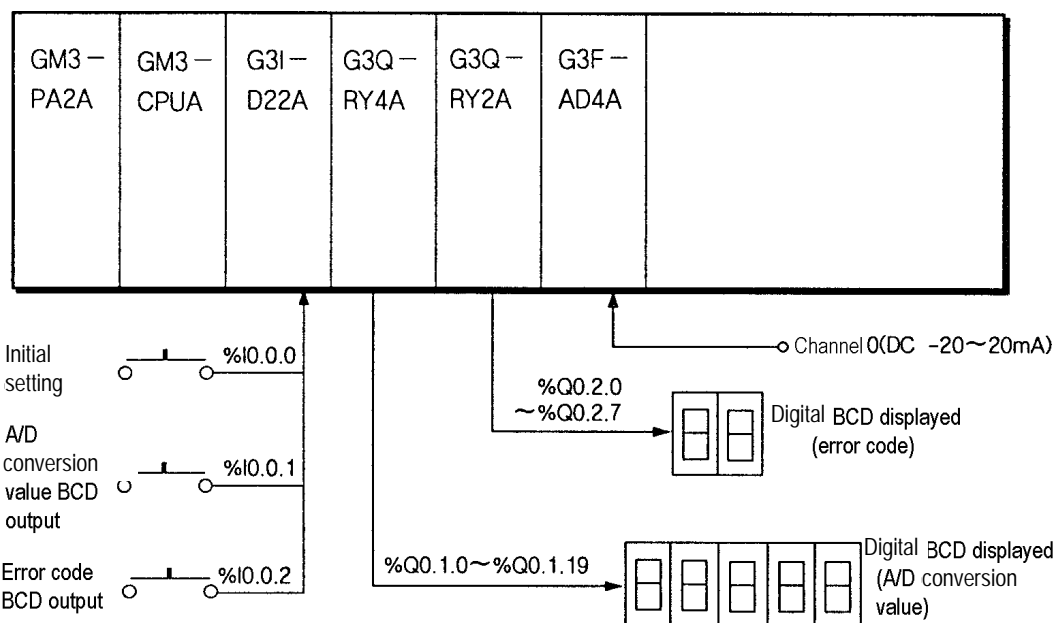 GM3－
PA2A
GM3－
CPUA
G3I－
D22A
G3Q－
RY4A
G3Q－
RY2A
G3F－
AD4A
Initial
setting
%I0.0.0
Channel 0(DC -20～20mA)
%Q0.2.0
～%Q0.2.7
Digital BCD displayed
(error code)
A/D
conversion
value BCD
output
%I0.0.1
Error code
BCD output
%I0.0.2
%Q0.1.0～%Q0.1.19
Digital BCD displayed
(A/D conversion
value)